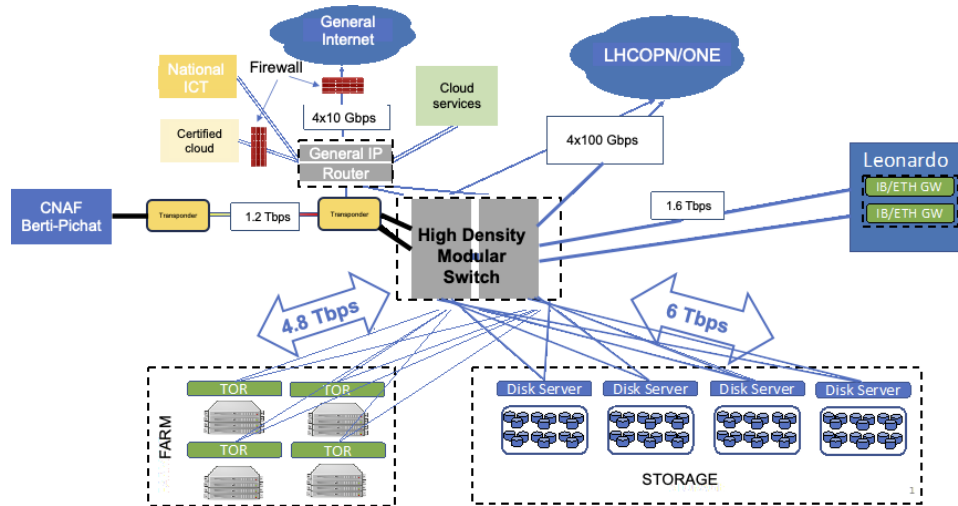 General
Internet
LHCOPN/ONE
National
ICT
Firewall
Cloud
services
4x10 Gbps
Certified
cloud
General IP
Router
4x100 Gbps
Leonardo
IB/ETH GW
IB/ETH GW
CNAF
Berti-Pichat
Transponder
1.2 Tbps
Transponder
1.6 Tbps
High Density
Modular
Switch
4.8 Tbps
6 Tbps
FARM
TOR
TOR
TOR
TOR
Disk Server
Disk Server
Disk Server
Disk Server
STORAGE
1